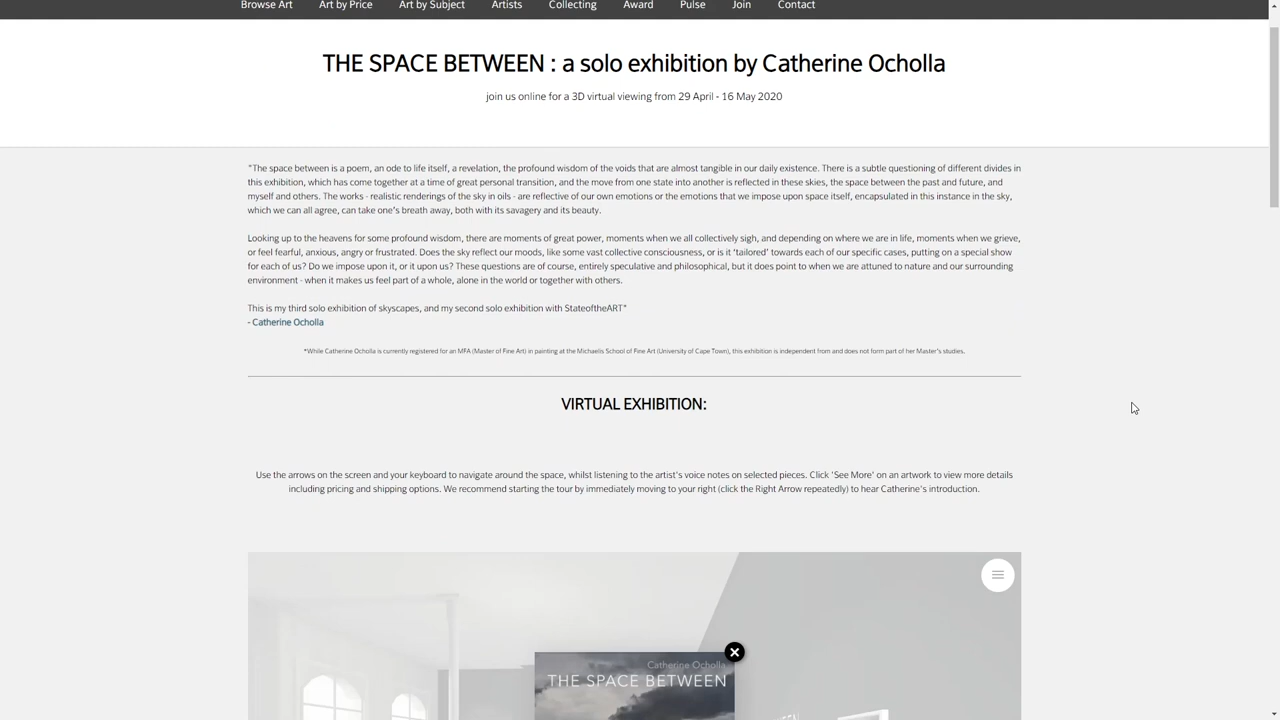 Browse Art Art by Price Art by Subject Artists Collecting Award Pulse Join Contact
THE SPACE BETWEEN : a solo exhibition by Catherine Ocholla
join us online for a 3D virtual viewing from 29 April - 16 May 2020
"The space between is a poem, an ode to life itself, a revelation, the profound wisdom of the voids that are almost tangible in our daily existence. There is a subtle questioning of different divides in
this exhibition, which has come together at a time of great personal transition, and the move from one state into another is reflected in these skies, the space between the past and future, and
myself and others. The works - realistic renderings of the sky in oils - are reflective of our own emotions or the emotions that we impose upon space itself, encapsulated in this instance in the sky,
which we can all agree, can take one's breath away, both with its savagery and its beauty.
Looking up to the heavens for some profound wisdom, there are moments of great power, moments when we all collectively sigh, and depending on where we are in life, moments when we grieve,
or feel fearful, anxious, angry or frustrated. Does the sky reflect our moods, like some vast collective consciousness, or is it 'tailored' towards each of our specific cases, putting on a special show
for each of us? Do we impose upon it, or it upon us? These questions are of course, entirely speculative and philosophical, but it does point to when we are attuned to nature and our surrounding
environment - when it makes us feel part of a whole, alone in the world or together with others.
This is my third solo exhibition of skyscapes, and my second solo exhibition with StateoftheART"
- Catherine Ocholla
*While Catherine Ocholla is currently registered for an MFA (Master of Fine Art) in painting at the Michaelis School of Fine Art (University of Cape Town), this exhibition is independent from and does not form part of her Master's studies.
VIRTUAL EXHIBITION:
Use the arrows on the screen and your keyboard to navigate around the space, whilst listening to the artist's voice notes on selected pieces. Click 'See More' on an artwork to view more details
including pricing and shipping options. We recommend starting the tour by immediately moving to your right (click the Right Arrow repeatedly) to hear Catherine's introduction.
Catherine Ocholla
THE SPACE BETWEEN